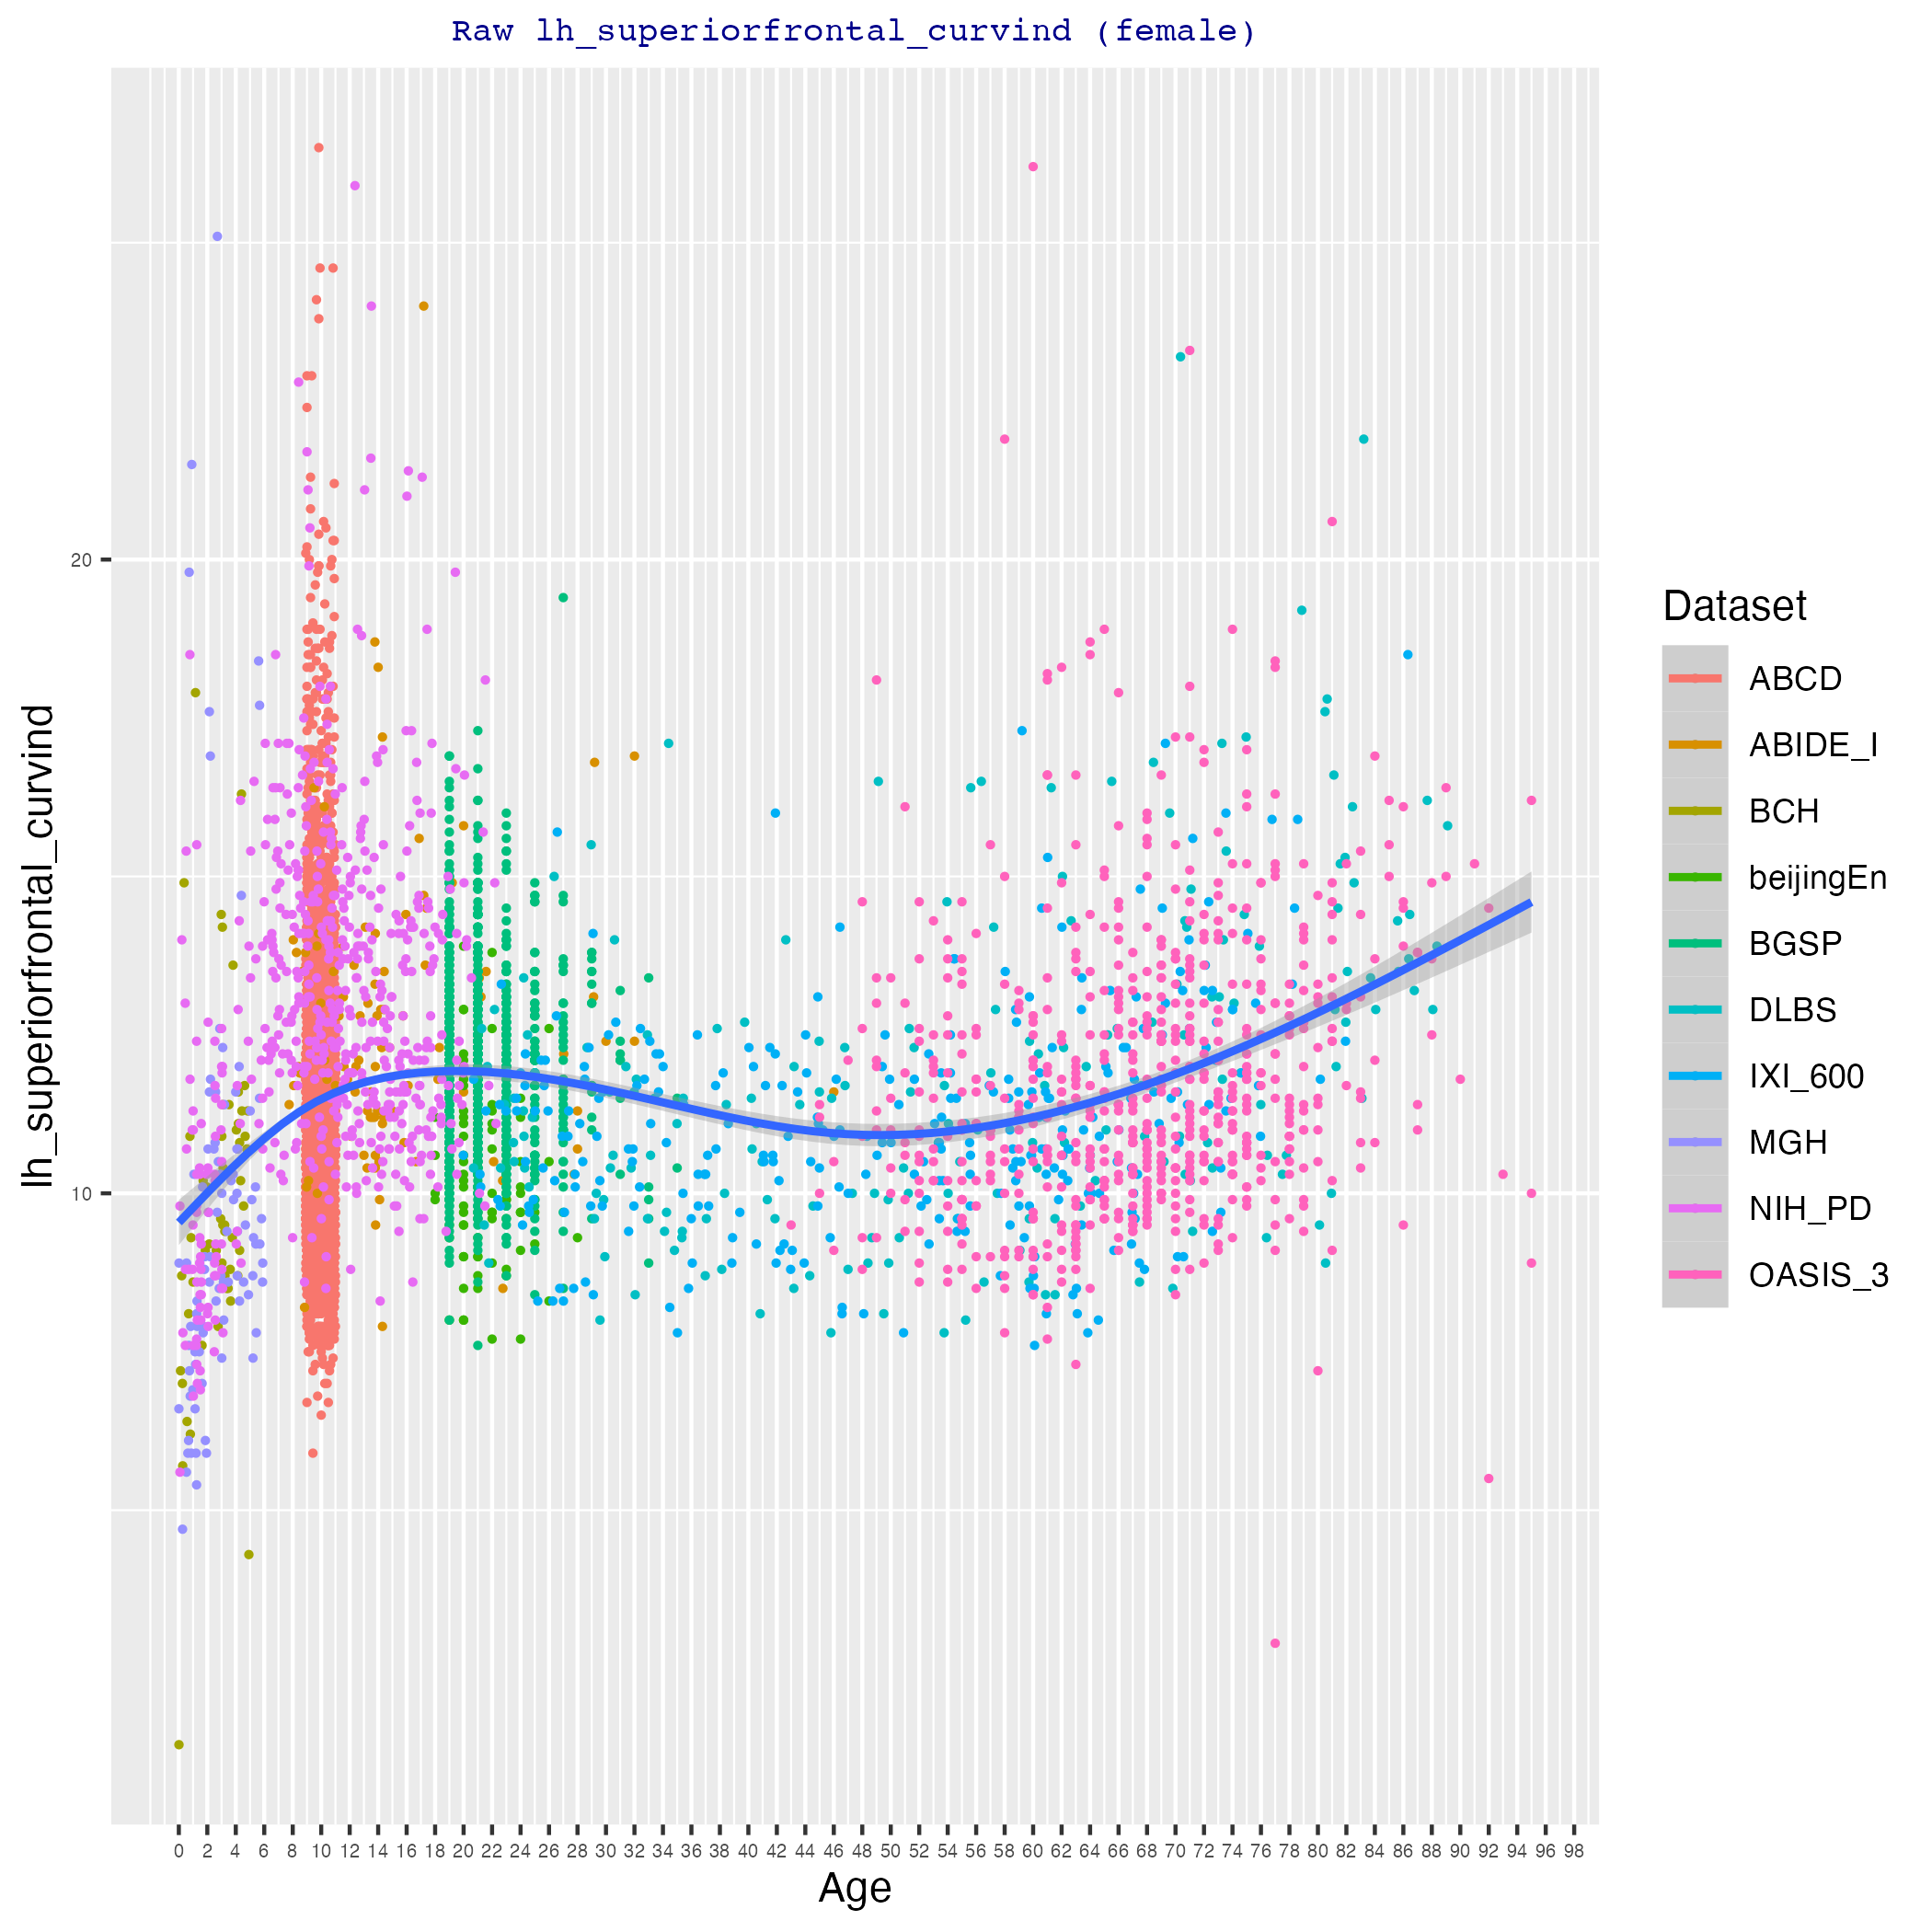 Raw lh_superiorfrontal_curvind (female)
lh_superiorfrontal_curvind
20
10
0 2 4 6 8 10 12 14 16 18 20 22 24 26 28 30 32 34 36 38 40 42 44 46 48 50 52 54 56 58 60 62 64 66 68 70 72 74 76 78 80 82 84 86 88 90 92 94 96 98
Age
Dataset
ABCD
ABIDE_I
BCH
beijingEn
BGSP
DLBS
IXI_600
MGH
NIH_PD
OASIS_3